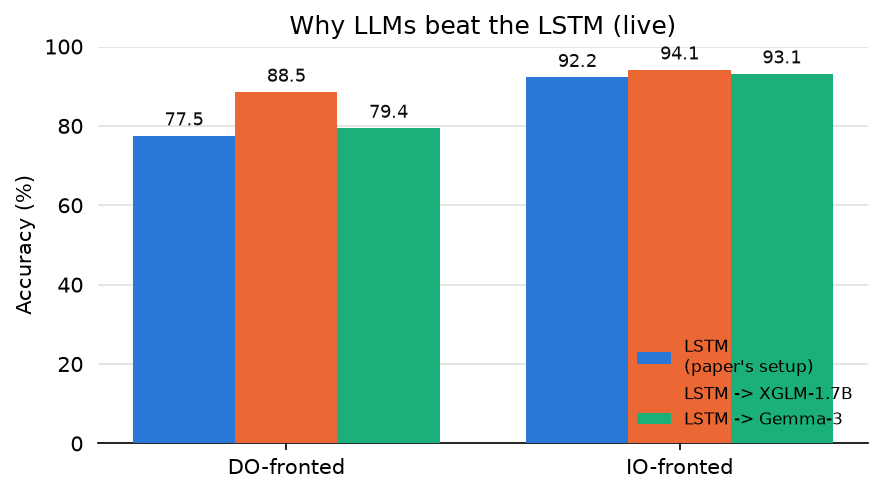 Why LLMs beat the LSTM (live)
Accuracy (%)
100
80
60
40
20
0
77.5
88.5
79.4
92.2
94.1
93.1
LSTM
(paper's setup)
LSTM -> XGLM-1.7B
LSTM -> Gemma-3
DO-fronted
IO-fronted